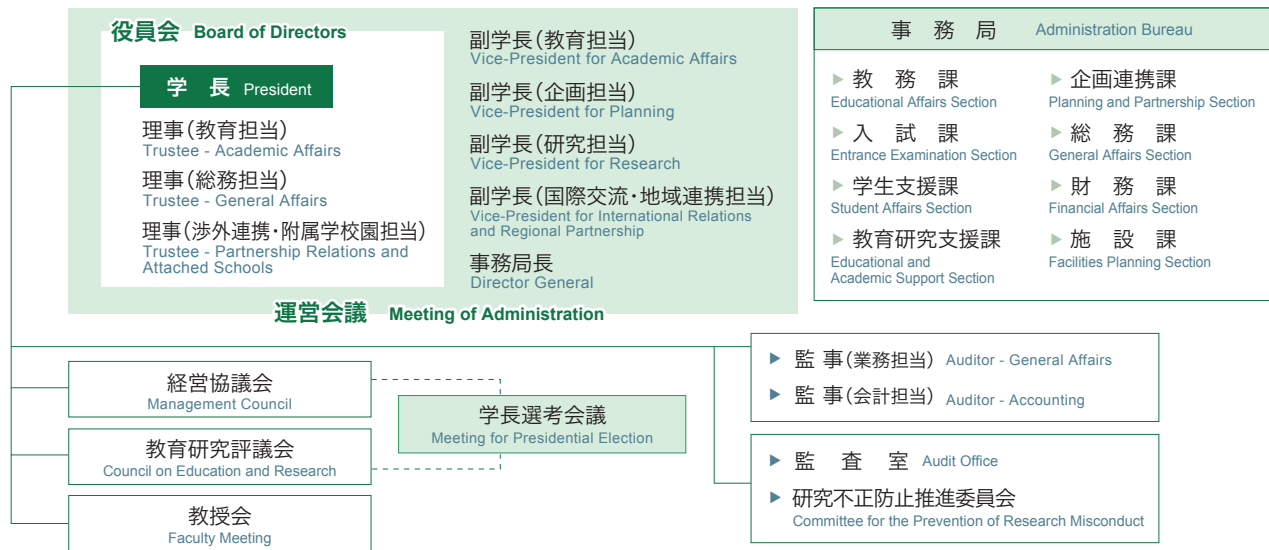 役員会 Board of Directors
学 長 President
理事(教育担当)
Trustee - Academic Affairs
理事(総務担当)
Trustee - General Affairs
理事(渉外連携・附属学校園担当)
Trustee - Partnership Relations and
Attached Schools
副学長(教育担当)
Vice-President for Academic Affairs
副学長(企画担当)
Vice-President for Planning
副学長(研究担当)
Vice-President for Research
副学長(国際交流・地域連携担当)
Vice-President for International Relations
and Regional Partnership
事務局長
Director General
運営会議 Meeting of Administration
事 務 局 Administration Bureau
▶ 教 務 課
Educational Affairs Section
▶ 入 試 課
Entrance Examination Section
▶ 学生支援課
Student Affairs Section
▶ 教育研究支援課
Educational and
Academic Support Section
▶ 企画連携課
Planning and Partnership Section
▶ 総 務 課
General Affairs Section
▶ 財 務 課
Financial Affairs Section
▶ 施 設 課
Facilities Planning Section
経営協議会
Management Council
教育研究評議会
Council on Education and Research
教授会
Faculty Meeting
学長選考会議
Meeting for Presidential Election
▶ 監 事(業務担当) Auditor - General Affairs
▶ 監 事(会計担当) Auditor - Accounting
▶ 監 査 室 Audit Office
▶ 研究不正防止推進委員会
Committee for the Prevention of Research Misconduct